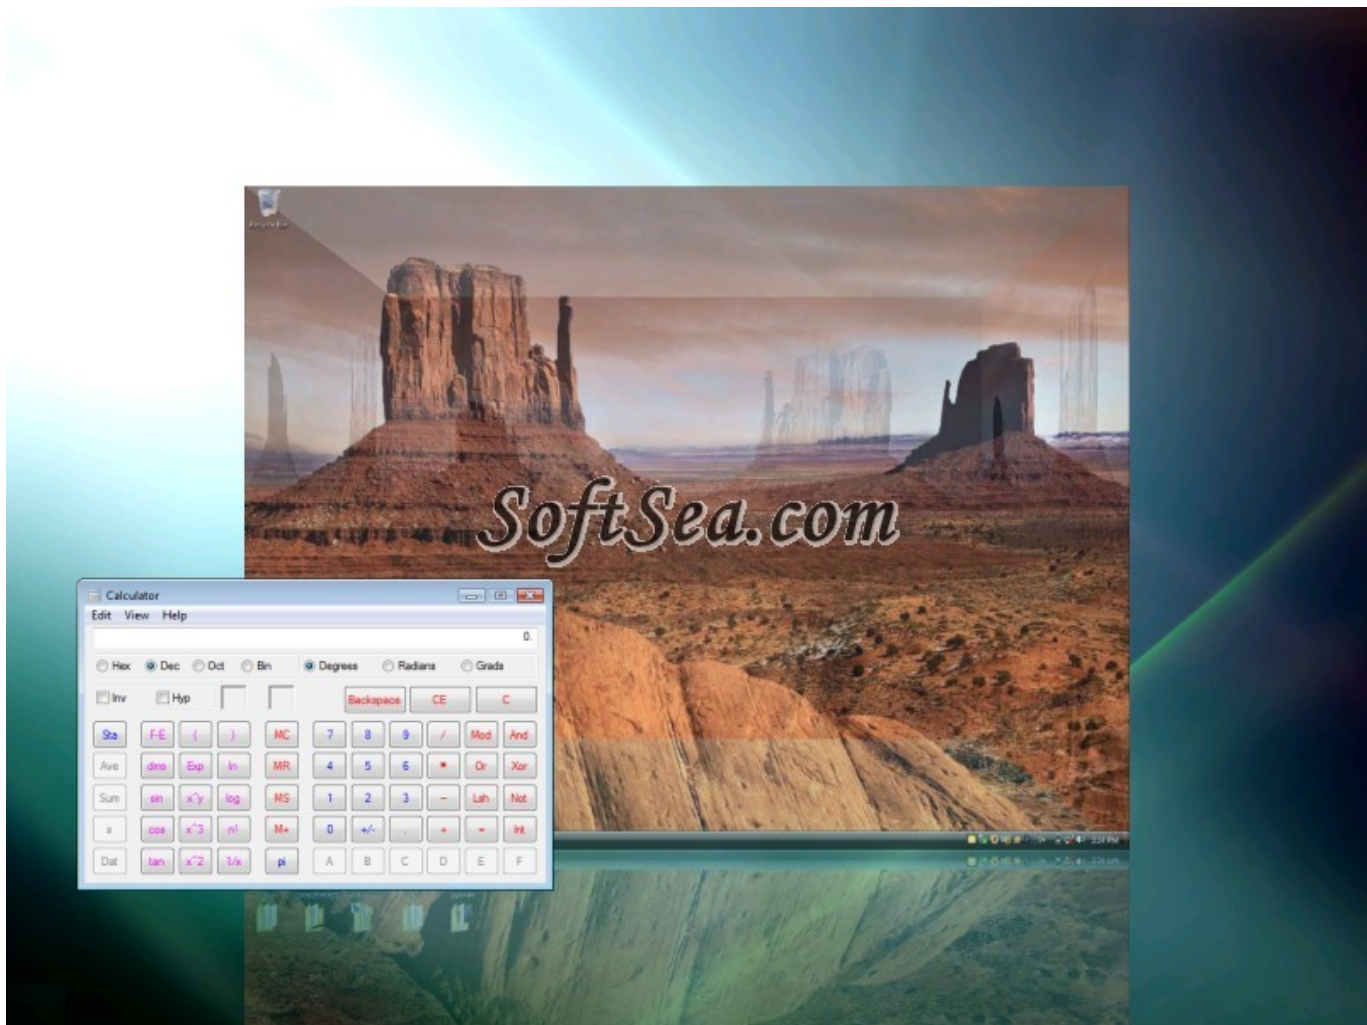 SoftSea.com
Calculator
Edit View Help
0.
Hex Dec Oct Bin Degrees Radians Grads
Inv Hyp Backspace CE C
Sta F-E ( ) MC 7 8 9 / Mod And
Ave dms Exp ln MR 4 5 6 * Or Xor
Sum sin x^y log MS 1 2 3 - Lsh Not
s cos x^3 n! M+ 0 +/- . + = Int
Dat tan x^2 1/x pi A B C D E F